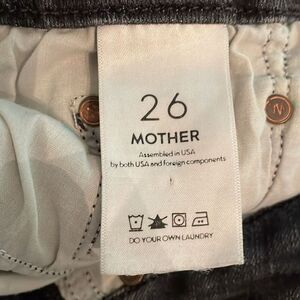 26
MOTHER
Assembled in USA
by both USA and foreign components
DO YOUR OWN LAUNDRY